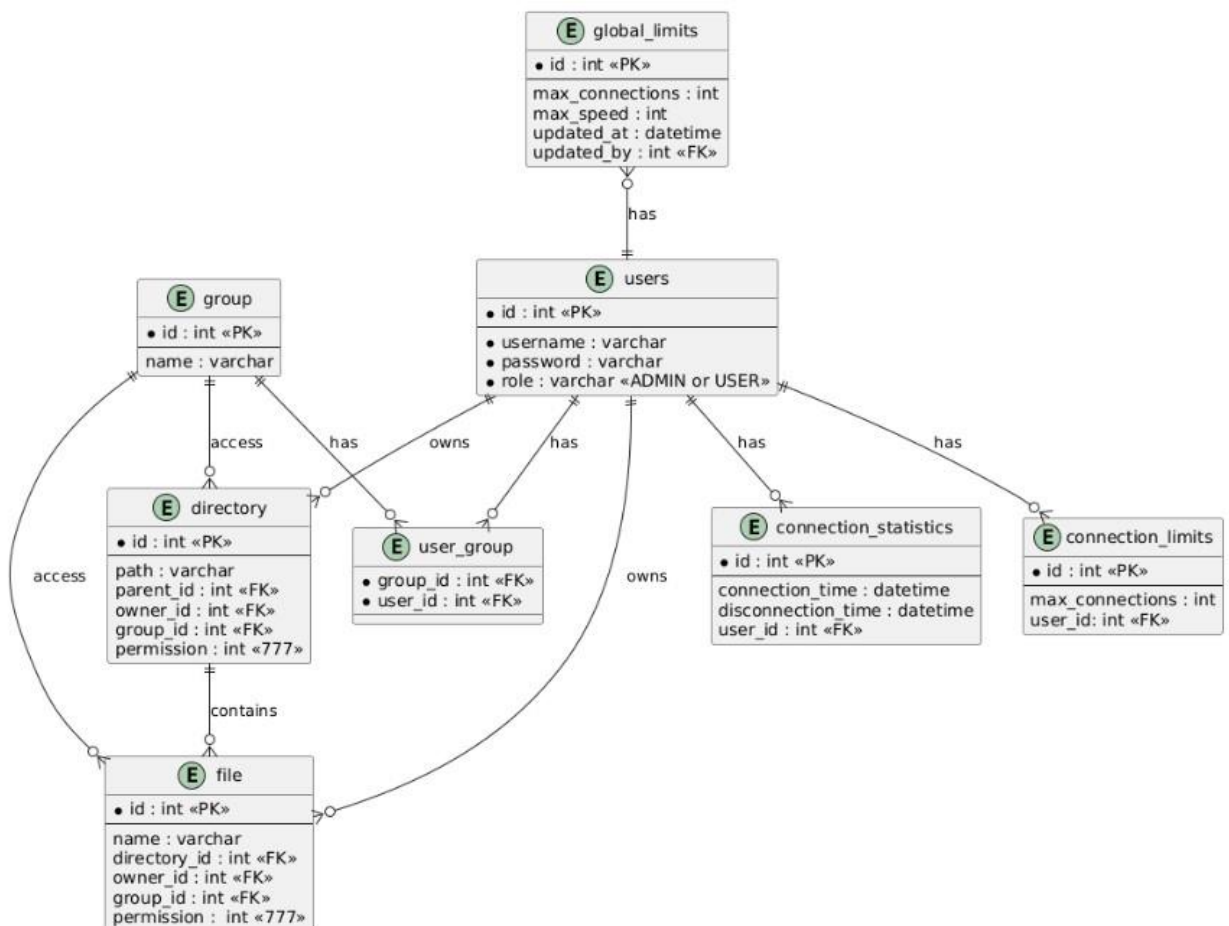 E global_limits
id : int «PK»
max_connections : int
max_speed : int
updated_at : datetime
updated_by : int «FK»
has
E users
id : int «PK»
username : varchar
password : varchar
role : varchar «ADMIN or USER»
E group
id : int «PK»
name : varchar
access
has
owns
has
has
has
E directory
id : int «PK»
path : varchar
parent_id : int «FK»
owner_id : int «FK»
group_id : int «FK»
permission : int «777»
E user_group
group_id : int «FK»
user_id : int «FK»
E connection_statistics
id : int «PK»
connection_time : datetime
disconnection_time : datetime
user_id : int «FK»
E connection_limits
id : int «PK»
max_connections : int
user_id: int «FK»
access
owns
contains
E file
id : int «PK»
name : varchar
directory_id : int «FK»
owner_id : int «FK»
group_id : int «FK»
permission : int «777»